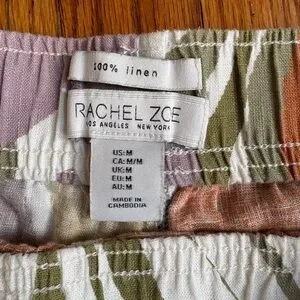 100% linen
RACHEL ZOE
LOS ANGELES NEW YORK
US:M
CA:M/M
UK:M
EU:M
AU:M
MADE IN
CAMBODIA